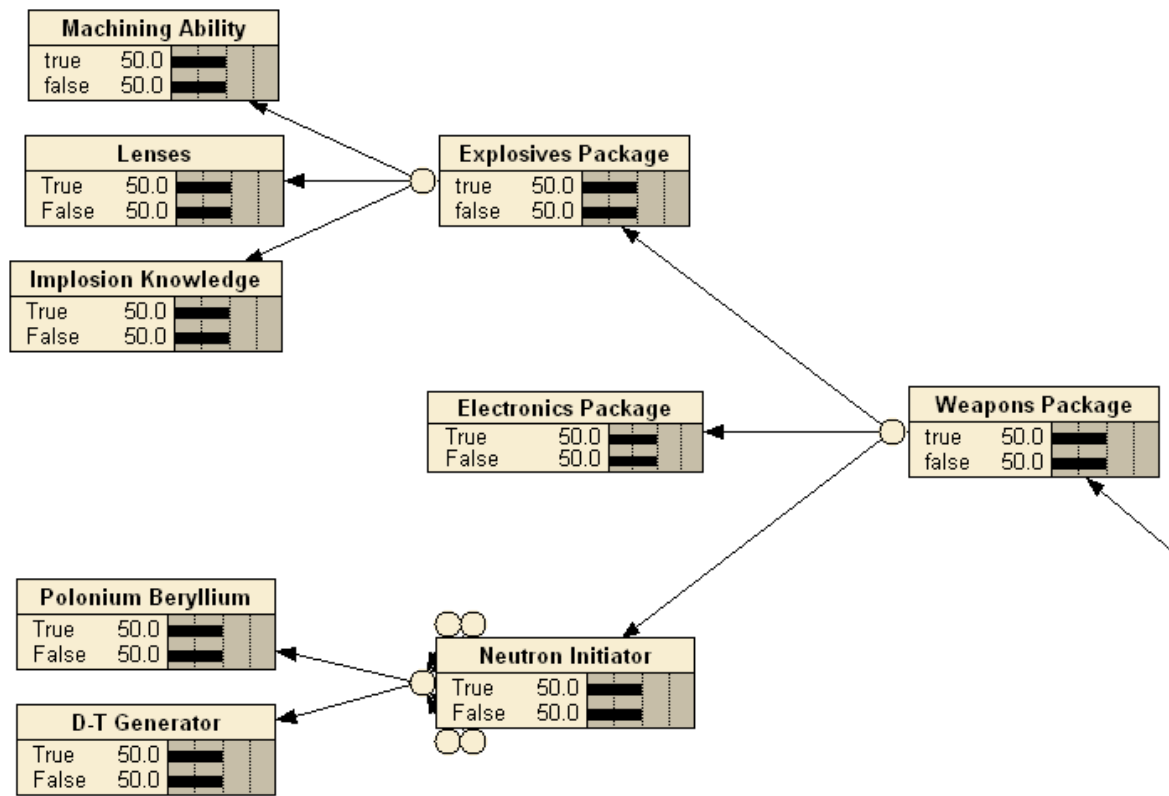 Machining Ability
true 50.0
false 50.0
Lenses
True 50.0
False 50.0
Implosion Knowledge
True 50.0
False 50.0
Explosives Package
true 50.0
false 50.0
Electronics Package
True 50.0
False 50.0
Weapons Package
true 50.0
false 50.0
Polonium Beryllium
True 50.0
False 50.0
D-T Generator
True 50.0
False 50.0
Neutron Initiator
True 50.0
False 50.0